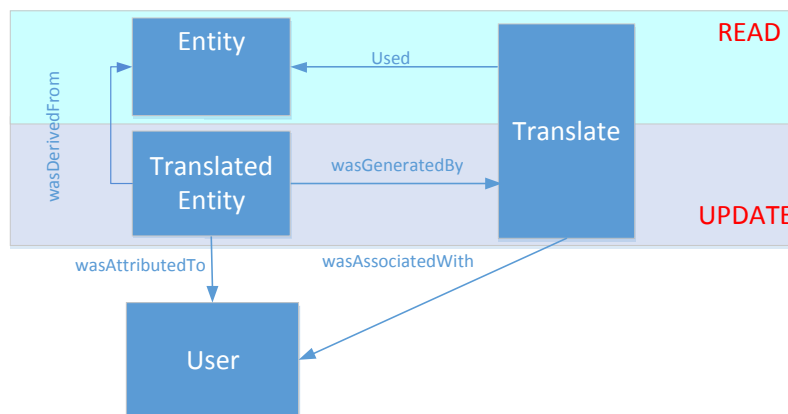 Entity
READ
Used
wasDerivedFrom
Translate
Translated
Entity
wasGeneratedBy
UPDATE
wasAttributedTo
wasAssociatedWith
User